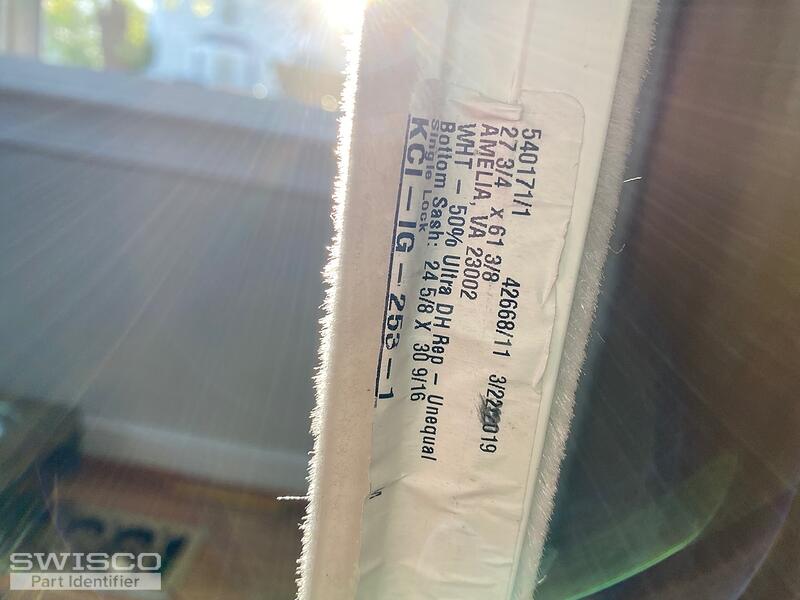 540171/1 42668/11 3/22/2019
27 3/4 x 61 3/8
AMELIA, VA 23002
WHT - 50% Ultra DH Rep - Unequal
Bottom Sash: 24 5/8 X 30 9/16
Single Lock
KCI-IG-253-1
SWISCO
Part Identifier